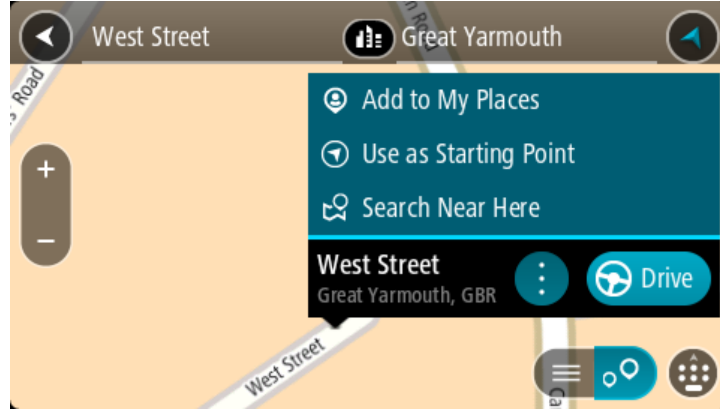 West Street
Great Yarmouth
Road
Road
Add to My Places
Use as Starting Point
Search Near Here
West Street
Great Yarmouth, GBR
Drive
West Street